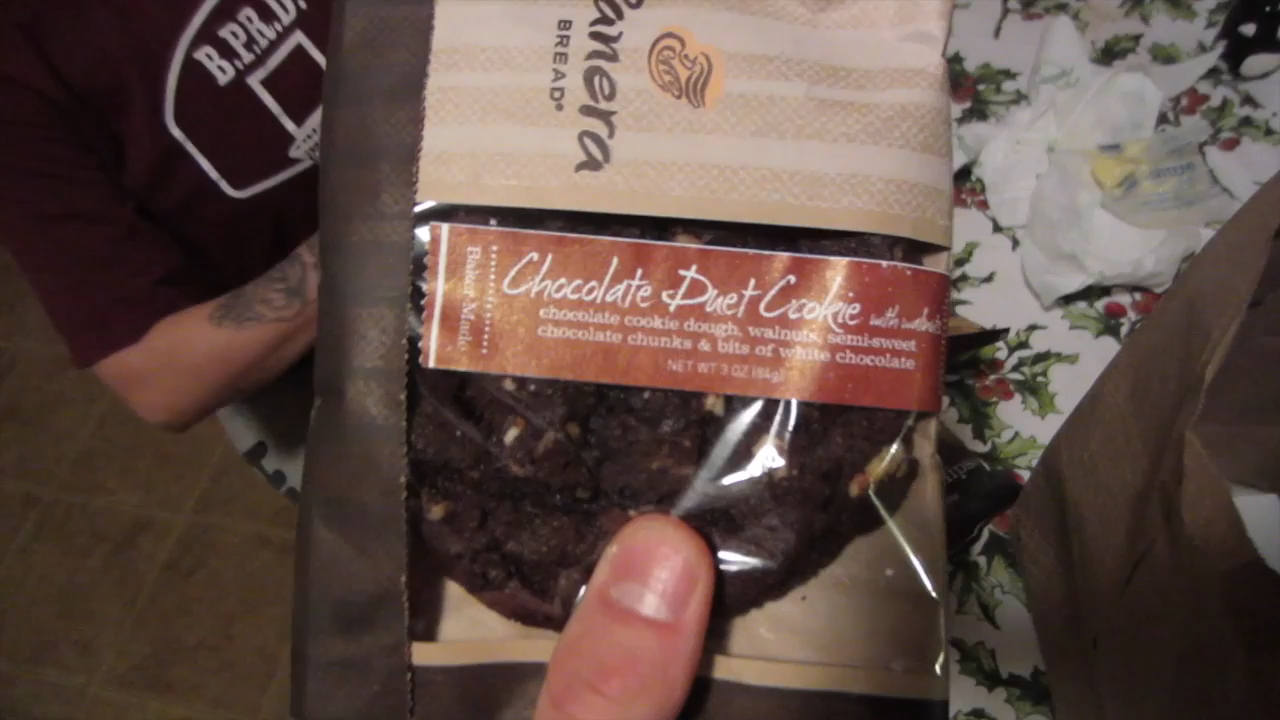 B.P.R.D.
anera
BREAD®
Baker Made
Chocolate Duet Cookie with walnuts
chocolate cookie dough, walnuts, semi-sweet
chocolate chunks & bits of white chocolate
NET WT 3 OZ (84g)